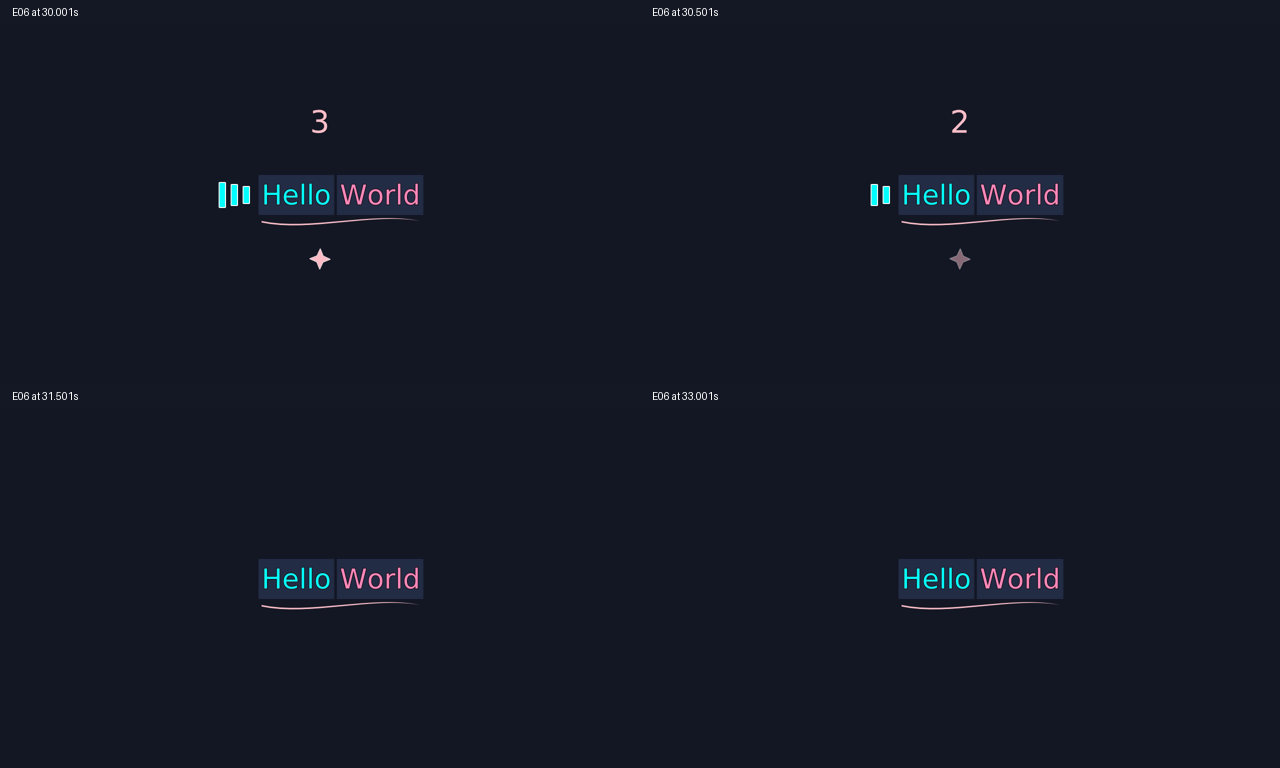 E06 at 30.001s
3
Hello World
E06 at 30.501s
2
Hello World
E06 at 31.501s
Hello World
E06 at 33.001s
Hello World